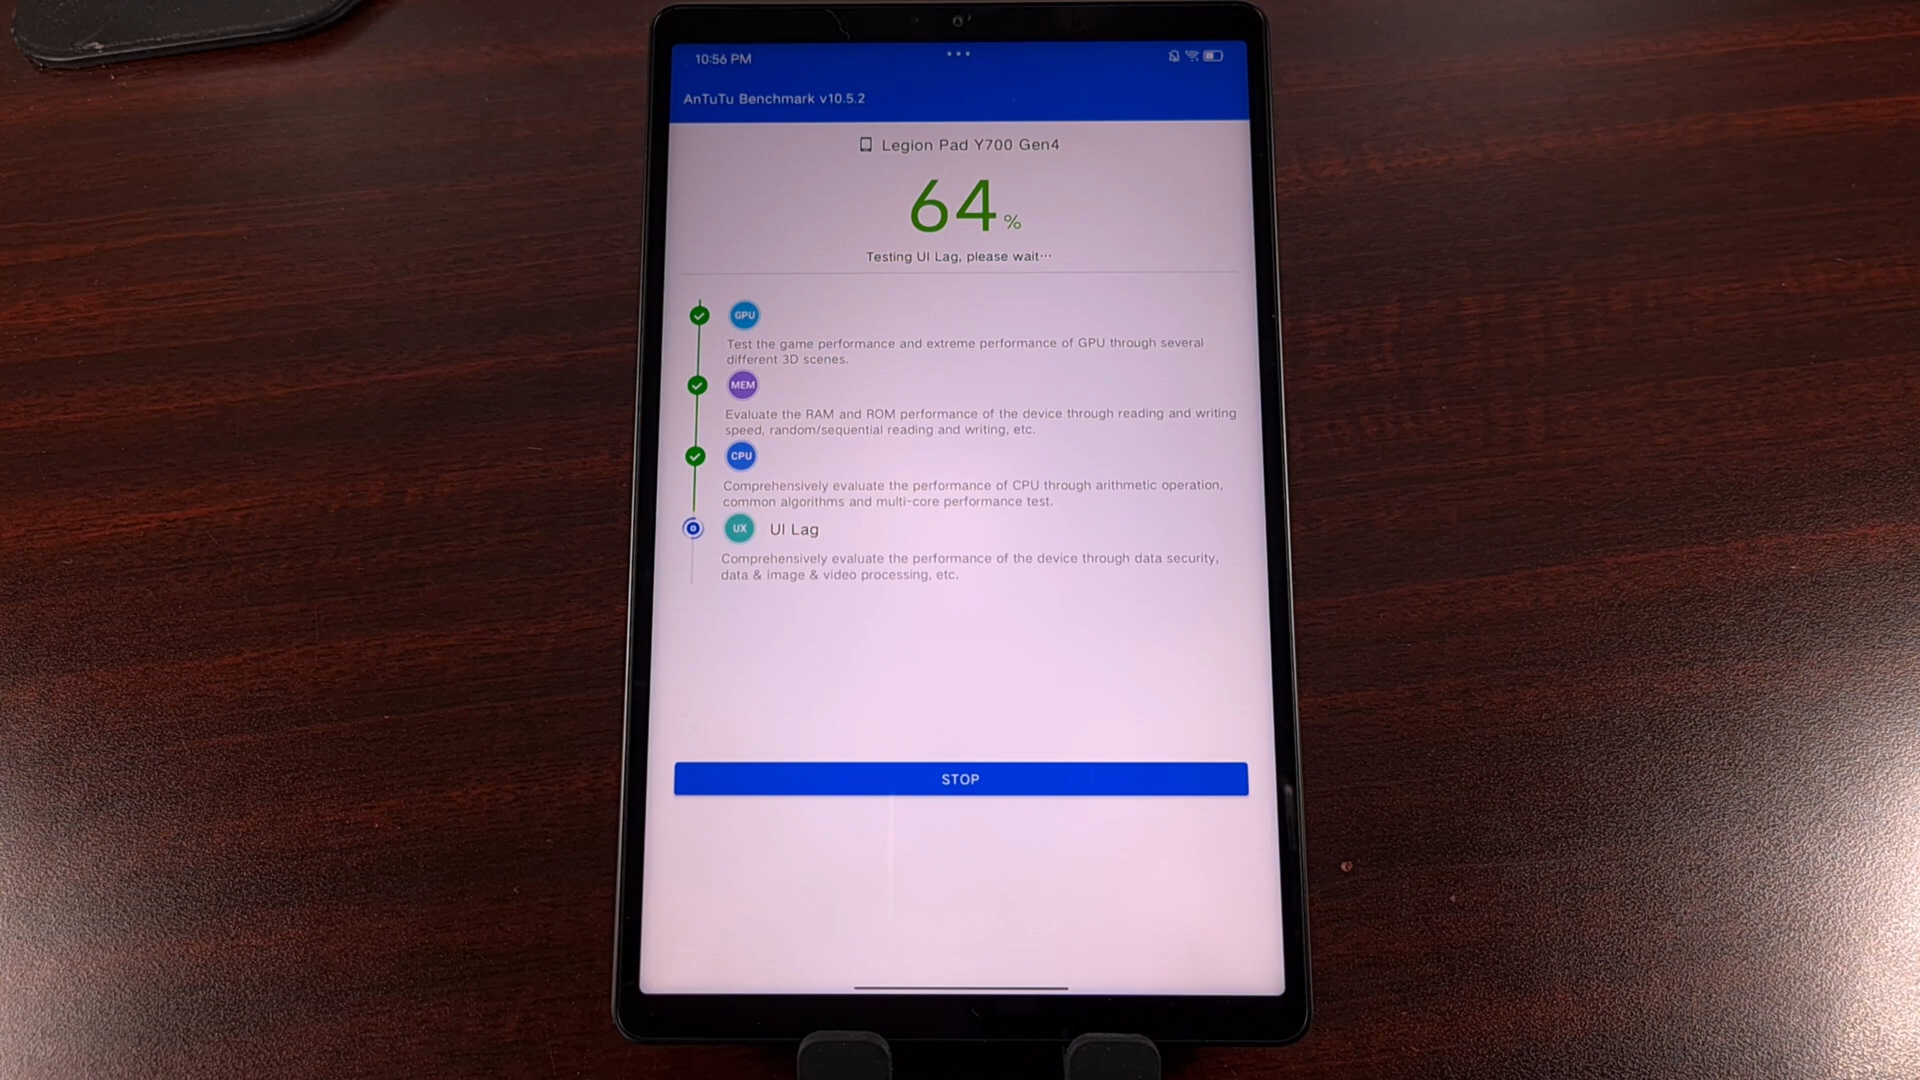 10:56 PM
AnTuTu Benchmark v10.5.2
Legion Pad Y700 Gen4
64%
Testing UI Lag, please wait···
GPU
Test the game performance and extreme performance of GPU through several
different 3D scenes.
MEM
Evaluate the RAM and ROM performance of the device through reading and writing
speed, random/sequential reading and writing, etc.
CPU
Comprehensively evaluate the performance of CPU through arithmetic operation,
common algorithms and multi-core performance test.
UX UI Lag
Comprehensively evaluate the performance of the device through data security,
data & image & video processing, etc.
STOP